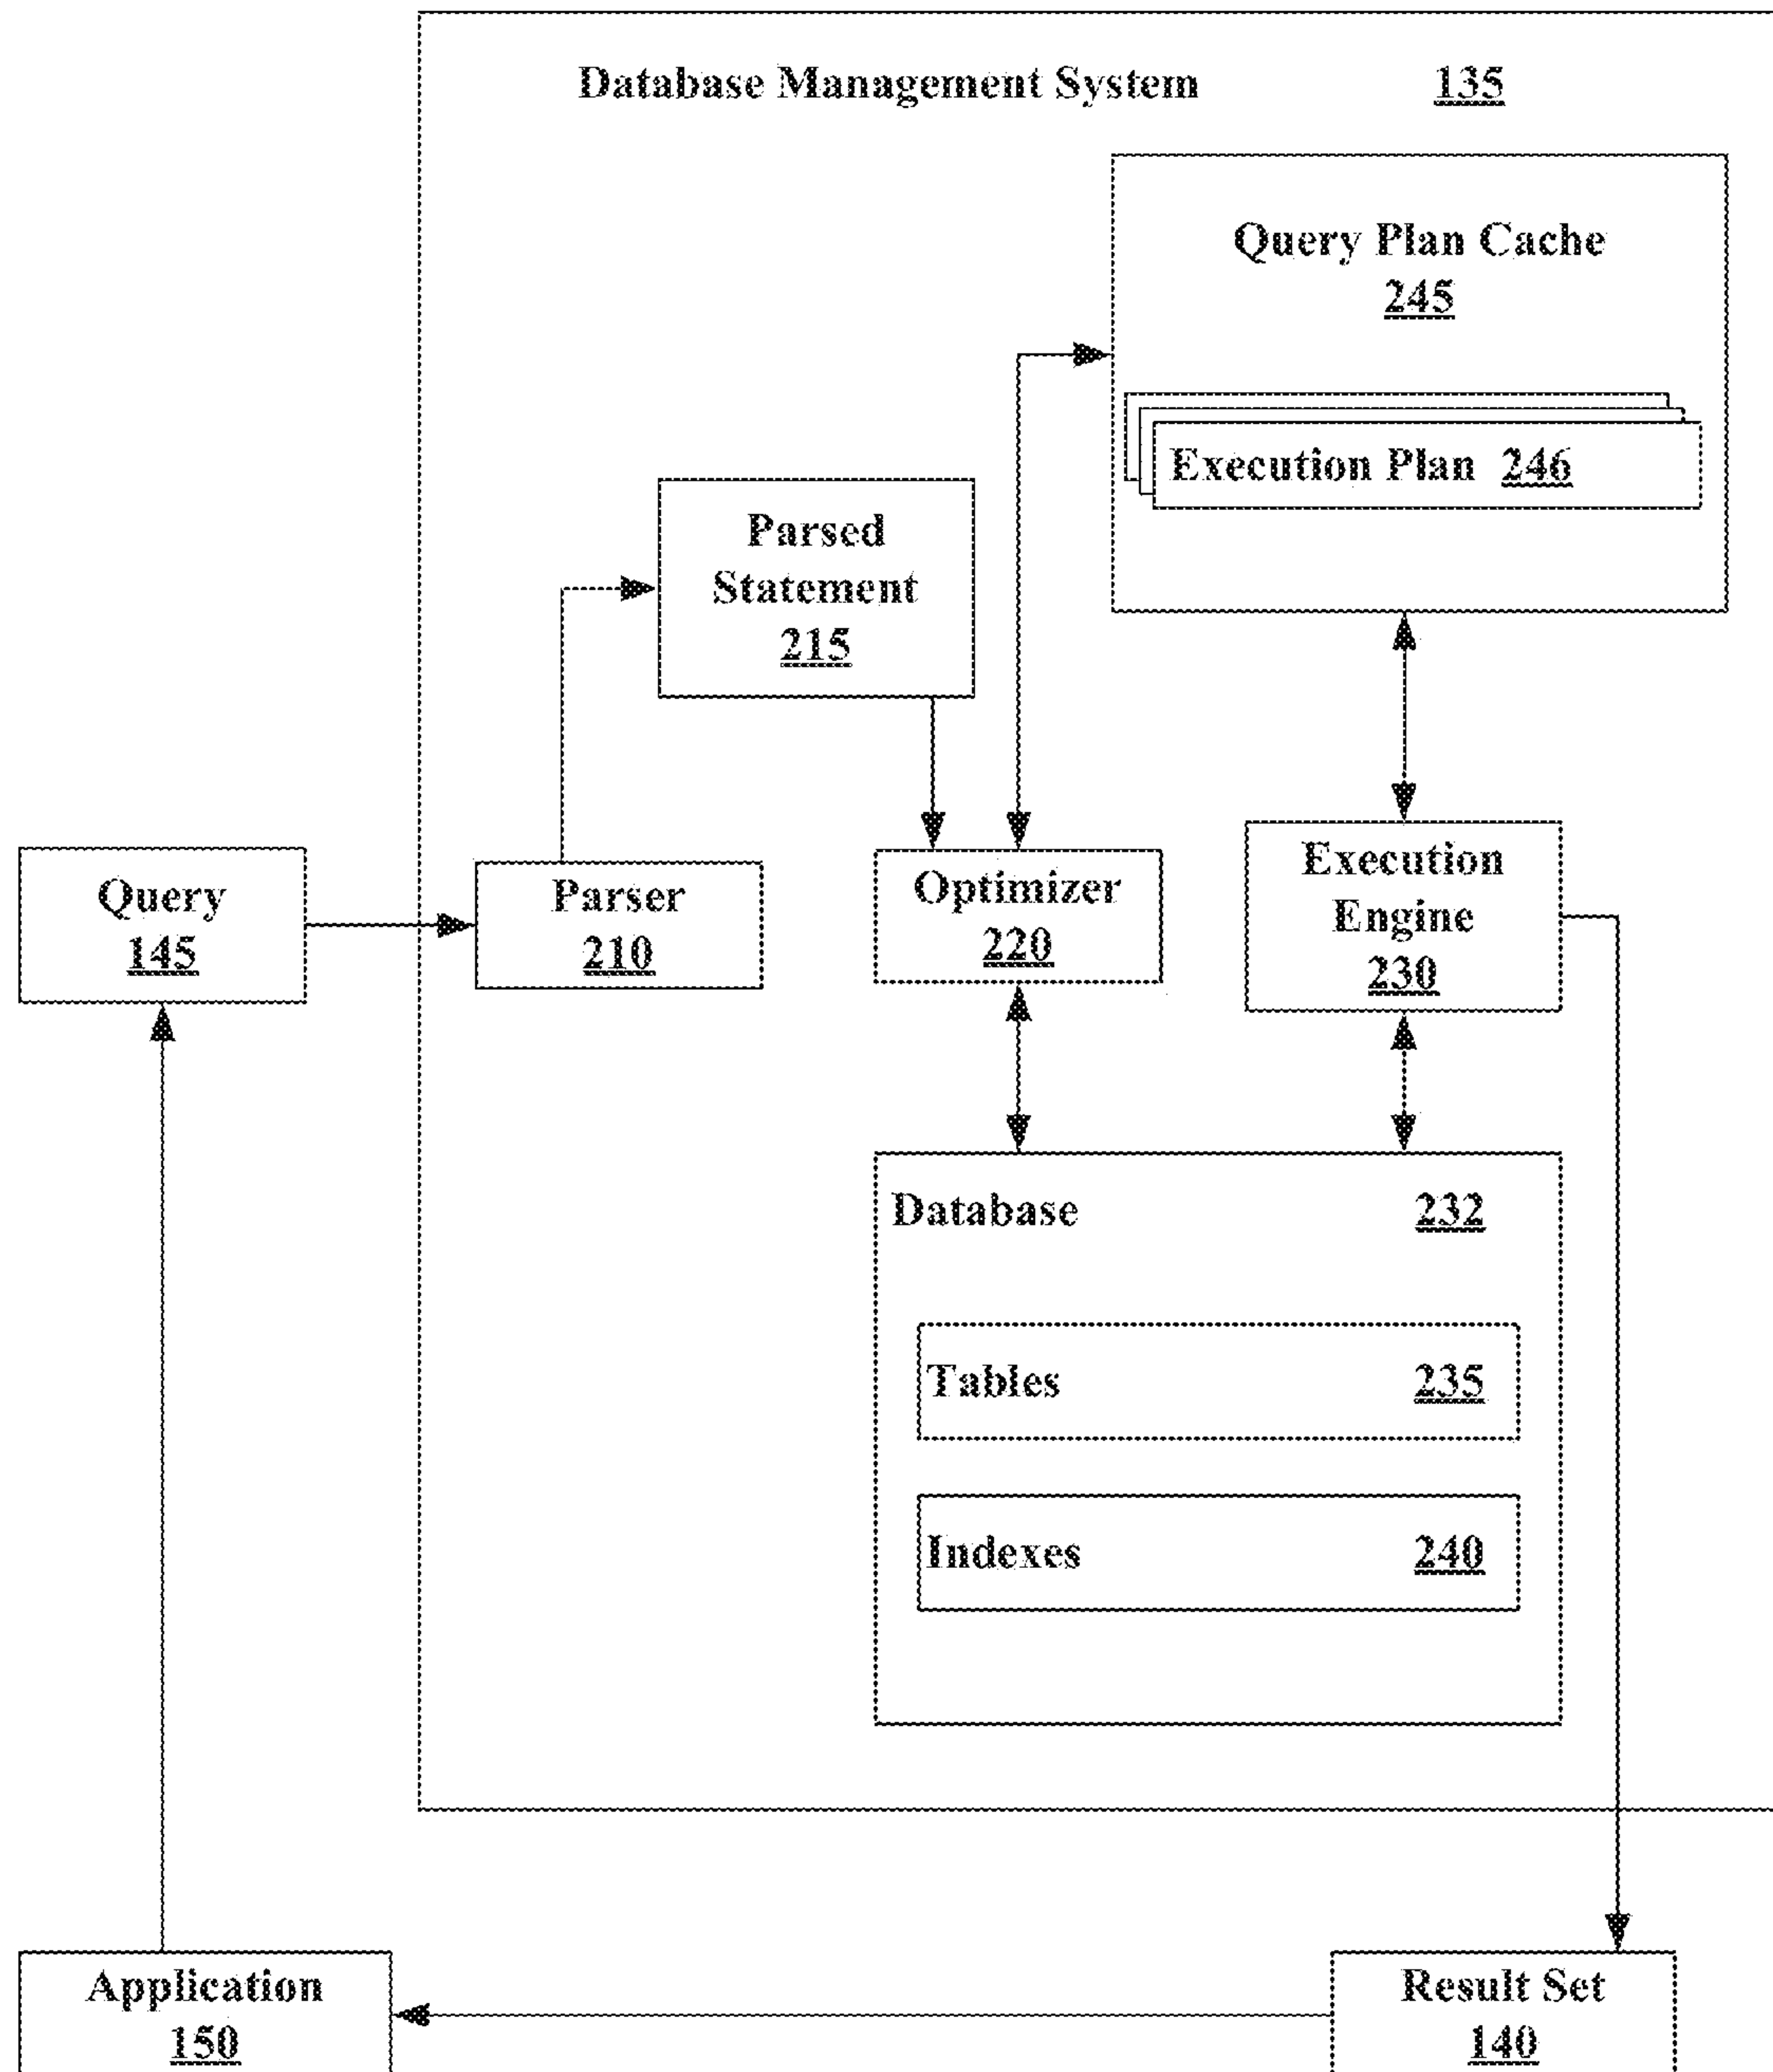 Database Management System 135
Query Plan Cache
245
Execution Plan 246
Parsed
Statement
215
Query
145
Parser
210
Optimizer
220
Execution
Engine
230
Database 232
Tables 235
Indexes 240
Application
150
Result Set
140